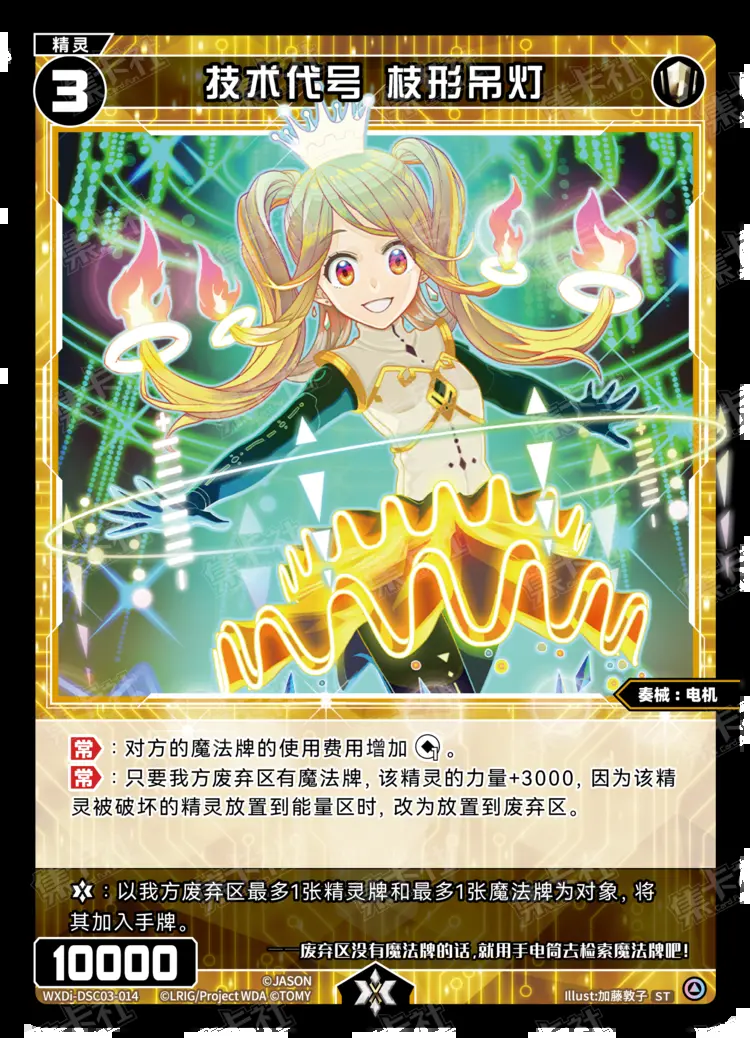 精灵
3
技术代号 枝形吊灯
奏械：电机
常：对方的魔法牌的使用费用增加。
常：只要我方废弃区有魔法牌，该精灵的力量+3000，因为该精
灵被破坏的精灵放置到能量区时，改为放置到废弃区。
：以我方废弃区最多1张精灵牌和最多1张魔法牌为对象，将
其加入手牌。
——废弃区没有魔法牌的话,就用手电筒去检索魔法牌吧！
10000
©JASON
WXDi-DSC03-014 ©LRIG/Project WDA ©TOMY
Illust:加藤敦子 ST
集卡社